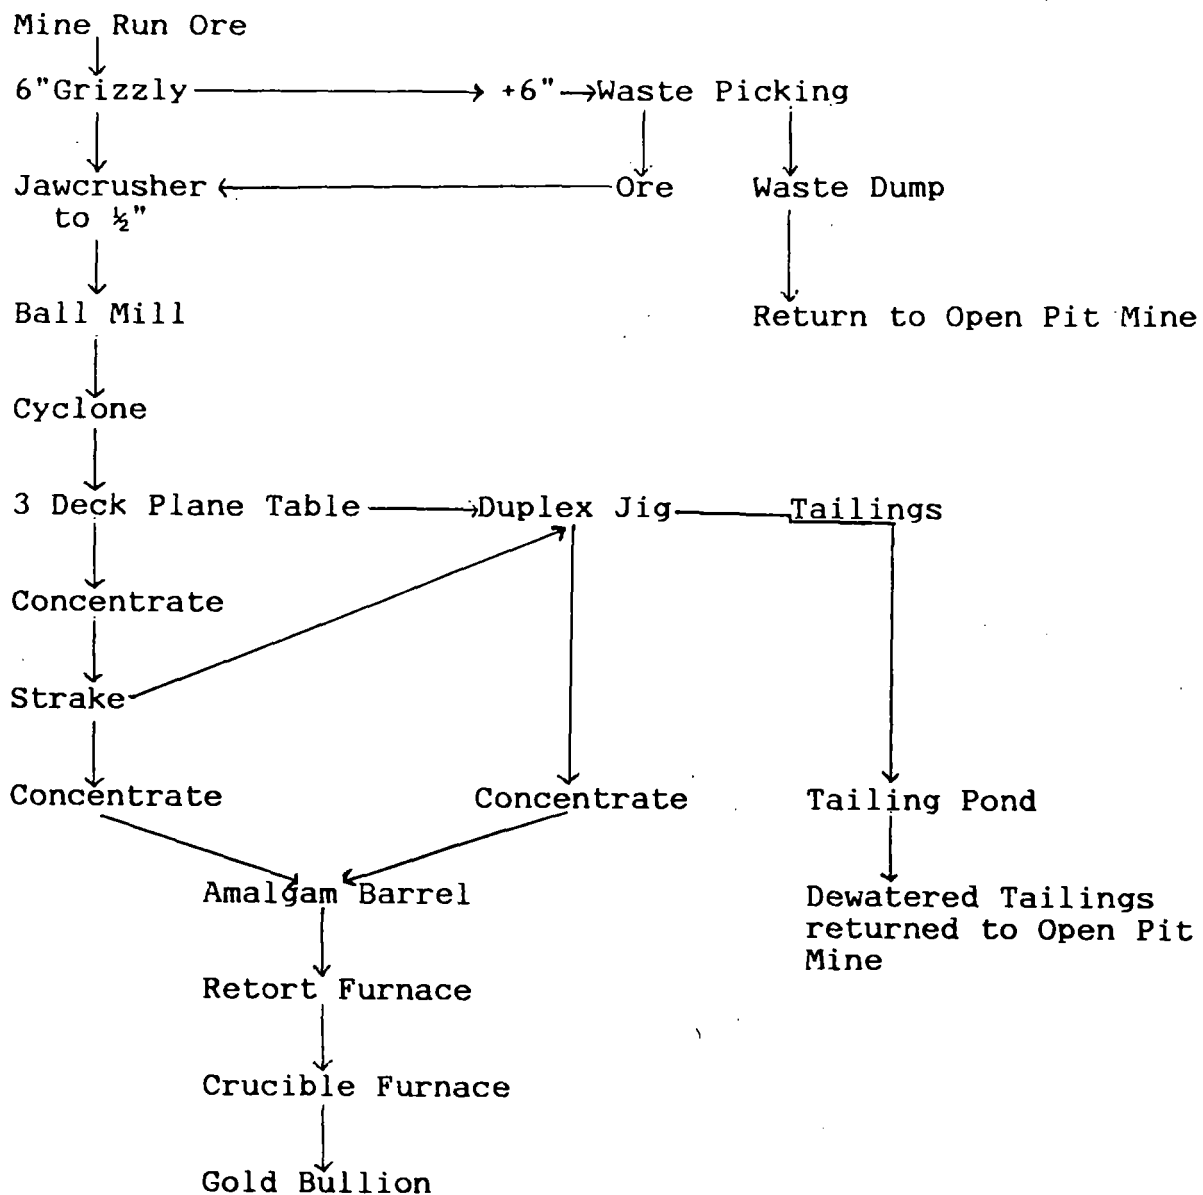 Mine Run Ore
6"Grizzly +6" Waste Picking
Jawcrusher Ore Waste Dump
to ½"
Ball Mill Return to Open Pit Mine
Cyclone
3 Deck Plane Table Duplex Jig Tailings
Concentrate
Strake
Concentrate Concentrate Tailing Pond
Amalgam Barrel Dewatered Tailings
returned to Open Pit
Mine
Retort Furnace
Crucible Furnace
Gold Bullion